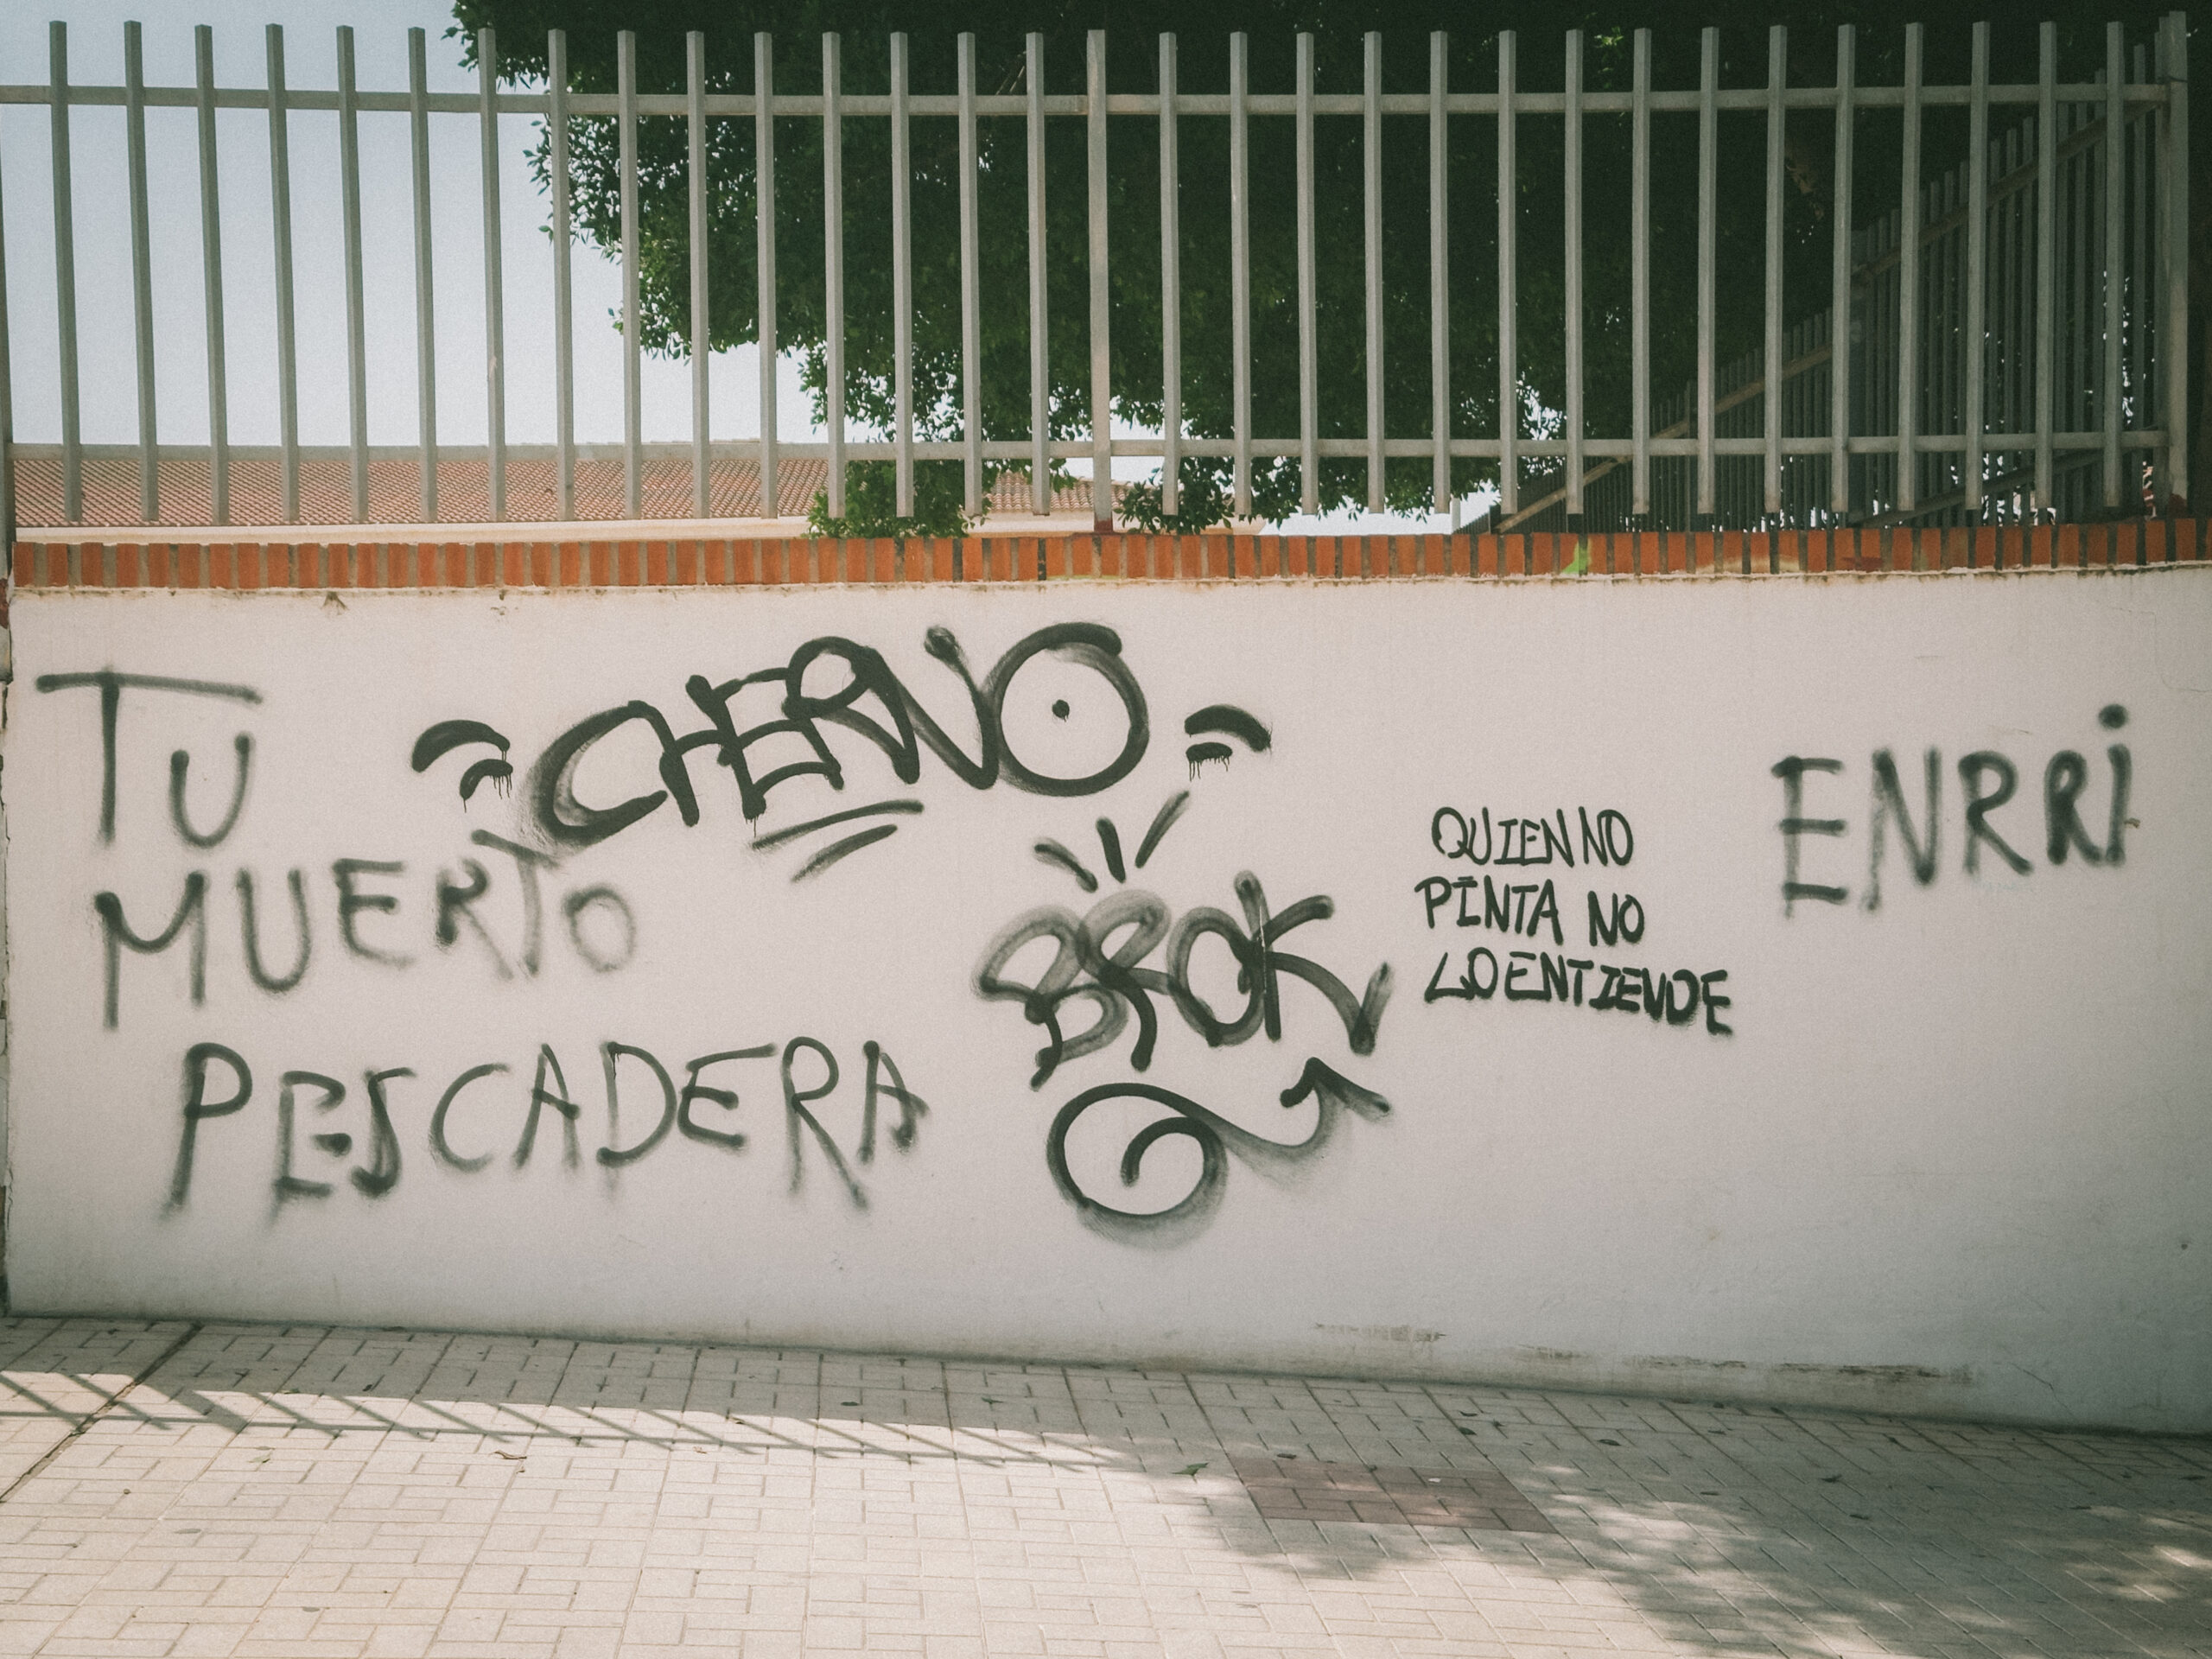 TU
MUERTO
PESCADERA
CHERNO
BROK
QUIEN NO
PINTA NO
LO ENTIENDE
ENRRi